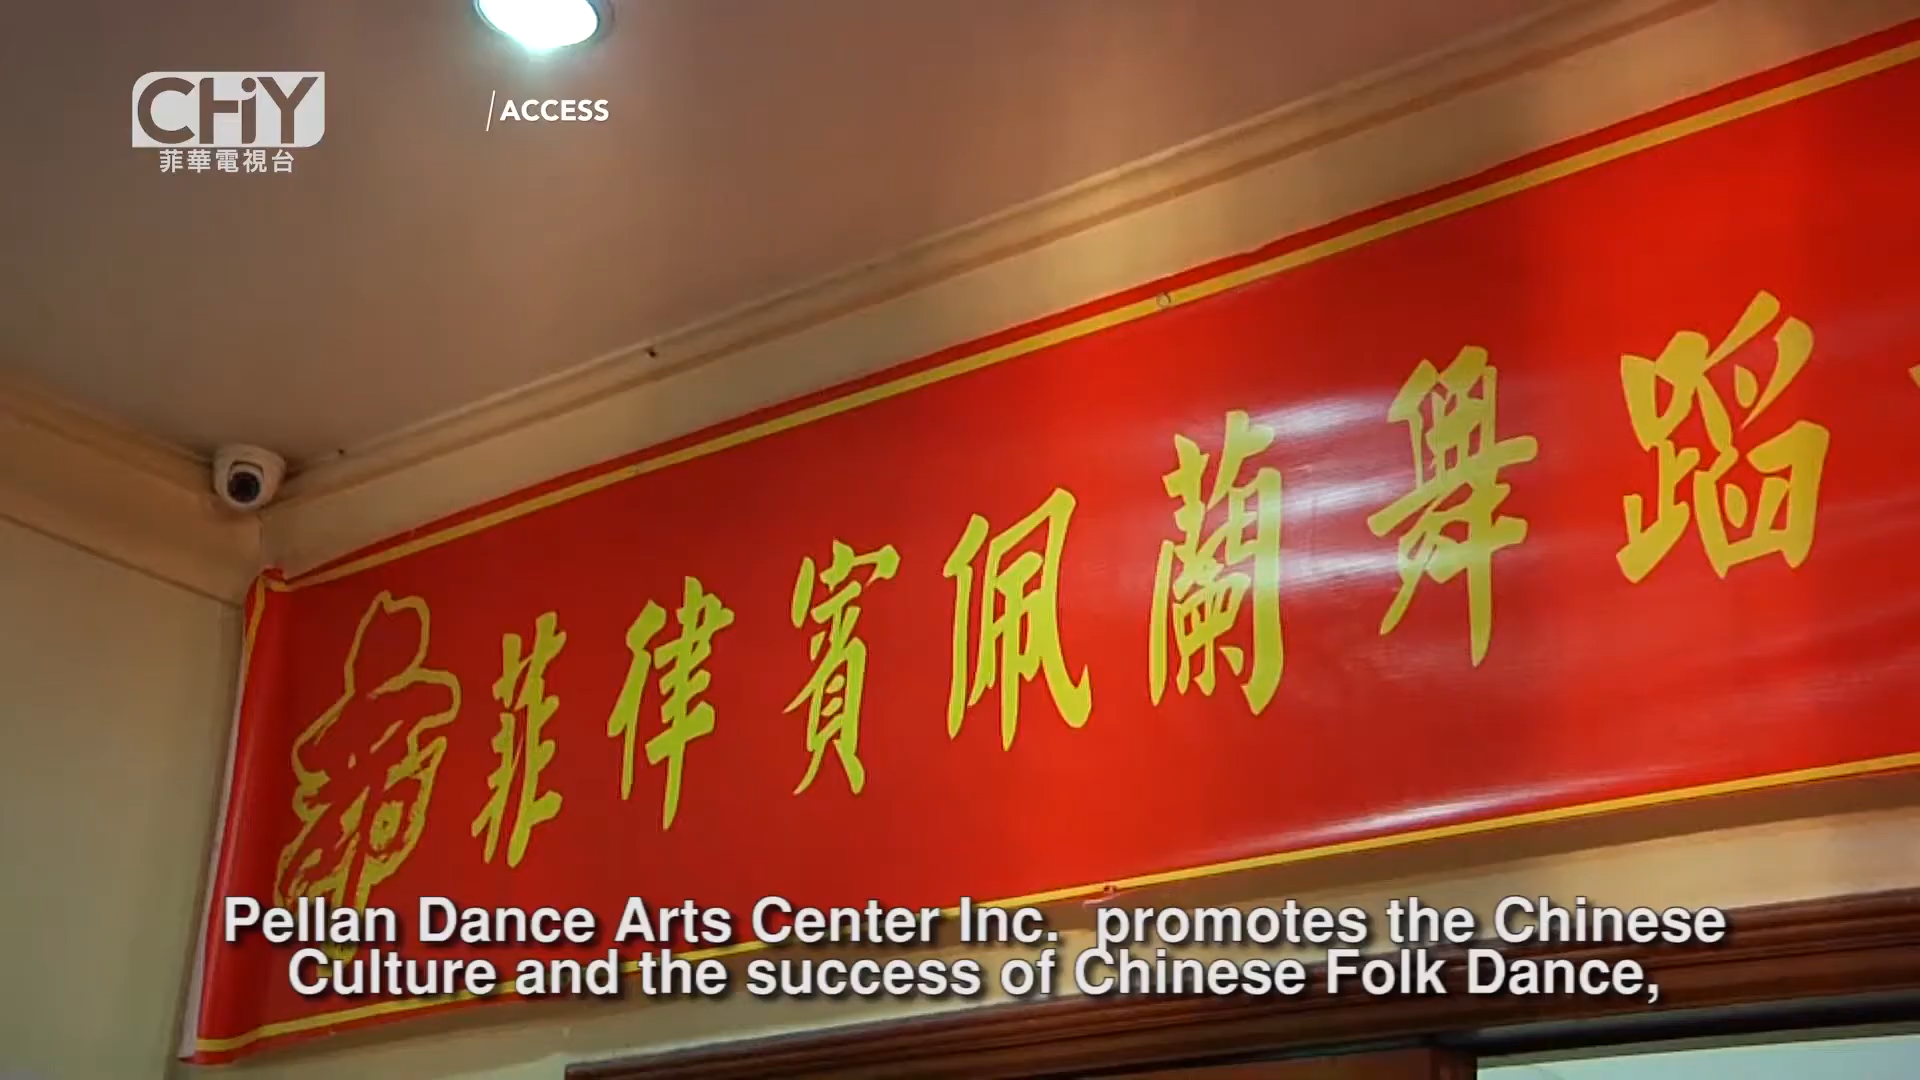 CHiY
菲華電視台
/ACCESS
菲律賓佩蘭舞蹈
Pellan Dance Arts Center Inc. promotes the Chinese
Culture and the success of Chinese Folk Dance,